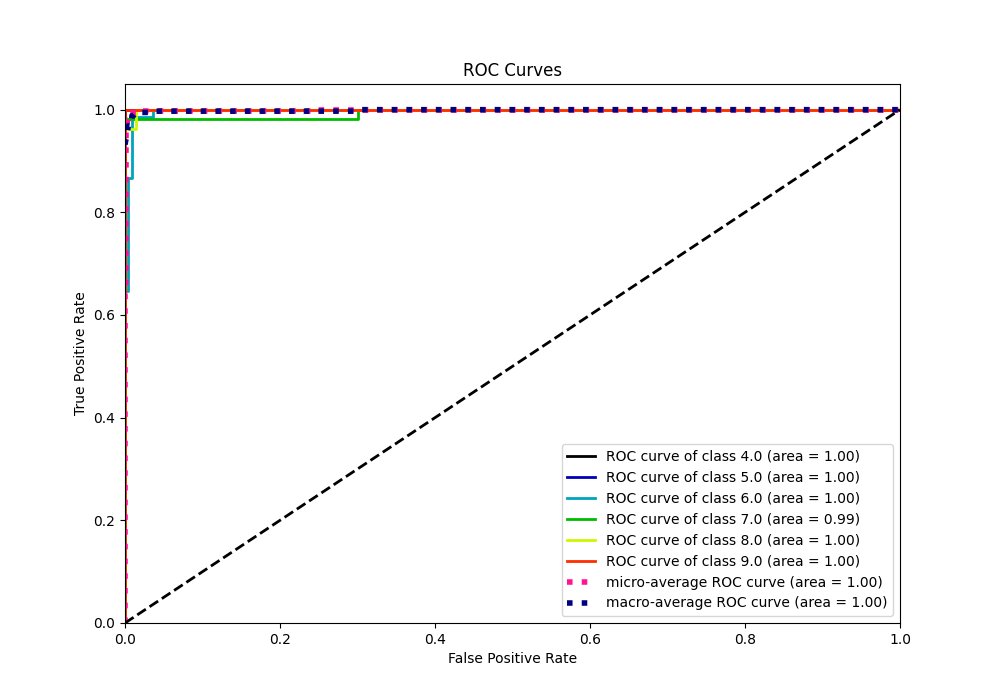 ROC Curves
1.0
0.8
0.6
0.4
0.2
0.0
True Positive Rate
ROC curve of class 4.0 (area = 1.00)
ROC curve of class 5.0 (area = 1.00)
ROC curve of class 6.0 (area = 1.00)
ROC curve of class 7.0 (area = 0.99)
ROC curve of class 8.0 (area = 1.00)
ROC curve of class 9.0 (area = 1.00)
micro-average ROC curve (area = 1.00)
macro-average ROC curve (area = 1.00)
0.0 0.2 0.4 0.6 0.8 1.0
False Positive Rate